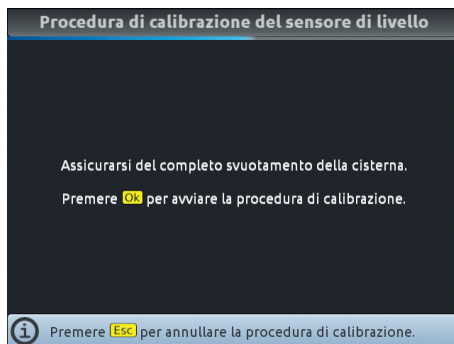 Procedura di calibrazione del sensore di livello
Assicurarsi del completo svuotamento della cisterna.
Premere Ok per avviare la procedura di calibrazione.
i Premere Esc per annullare la procedura di calibrazione.